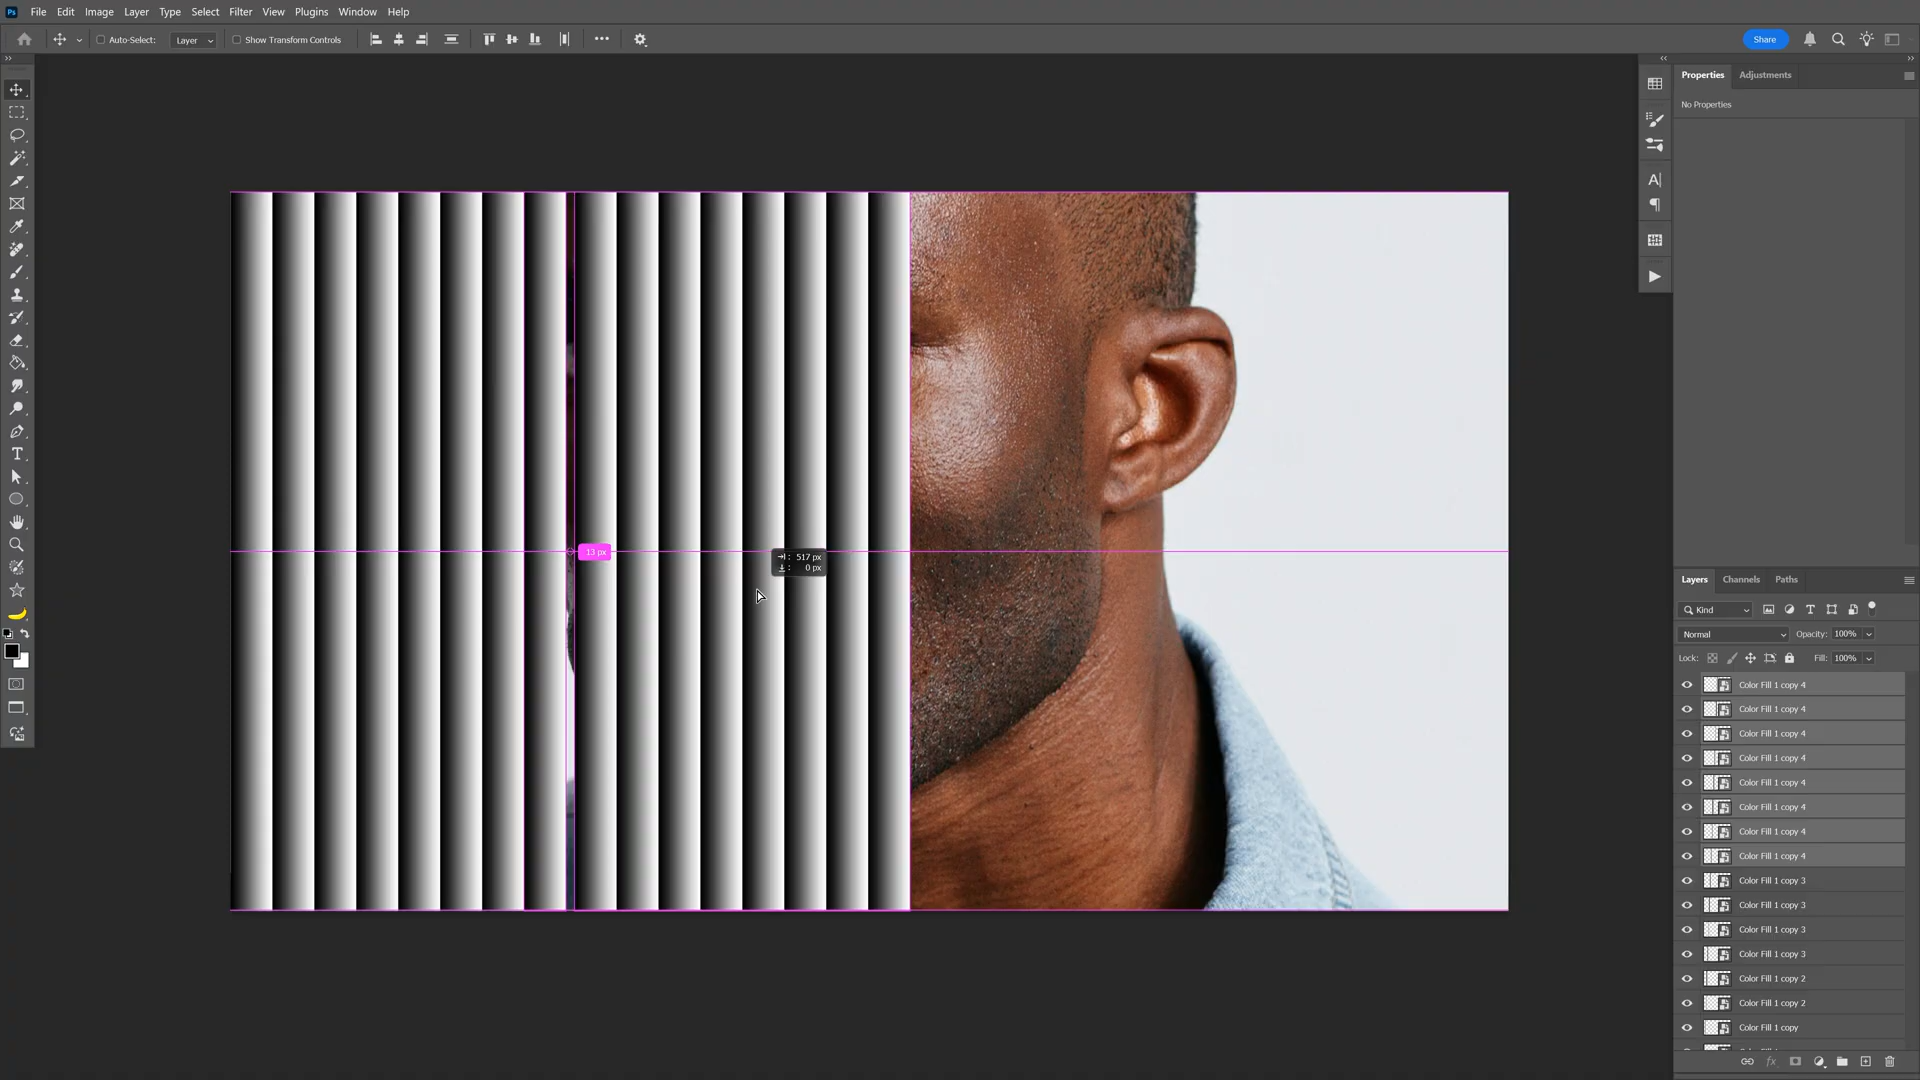 Ps File Edit Image Layer Type Select Filter View Plugins Window Help
Auto-Select: Layer Show Transform Controls Share
Properties Adjustments
No Properties
13 px
517 px
0 px
Layers Channels Paths
Kind
Normal Opacity: 100%
Lock: Fill: 100%
Color Fill 1 copy 4
Color Fill 1 copy 4
Color Fill 1 copy 4
Color Fill 1 copy 4
Color Fill 1 copy 4
Color Fill 1 copy 4
Color Fill 1 copy 4
Color Fill 1 copy 4
Color Fill 1 copy 3
Color Fill 1 copy 3
Color Fill 1 copy 3
Color Fill 1 copy 3
Color Fill 1 copy 2
Color Fill 1 copy 2
Color Fill 1 copy
fx